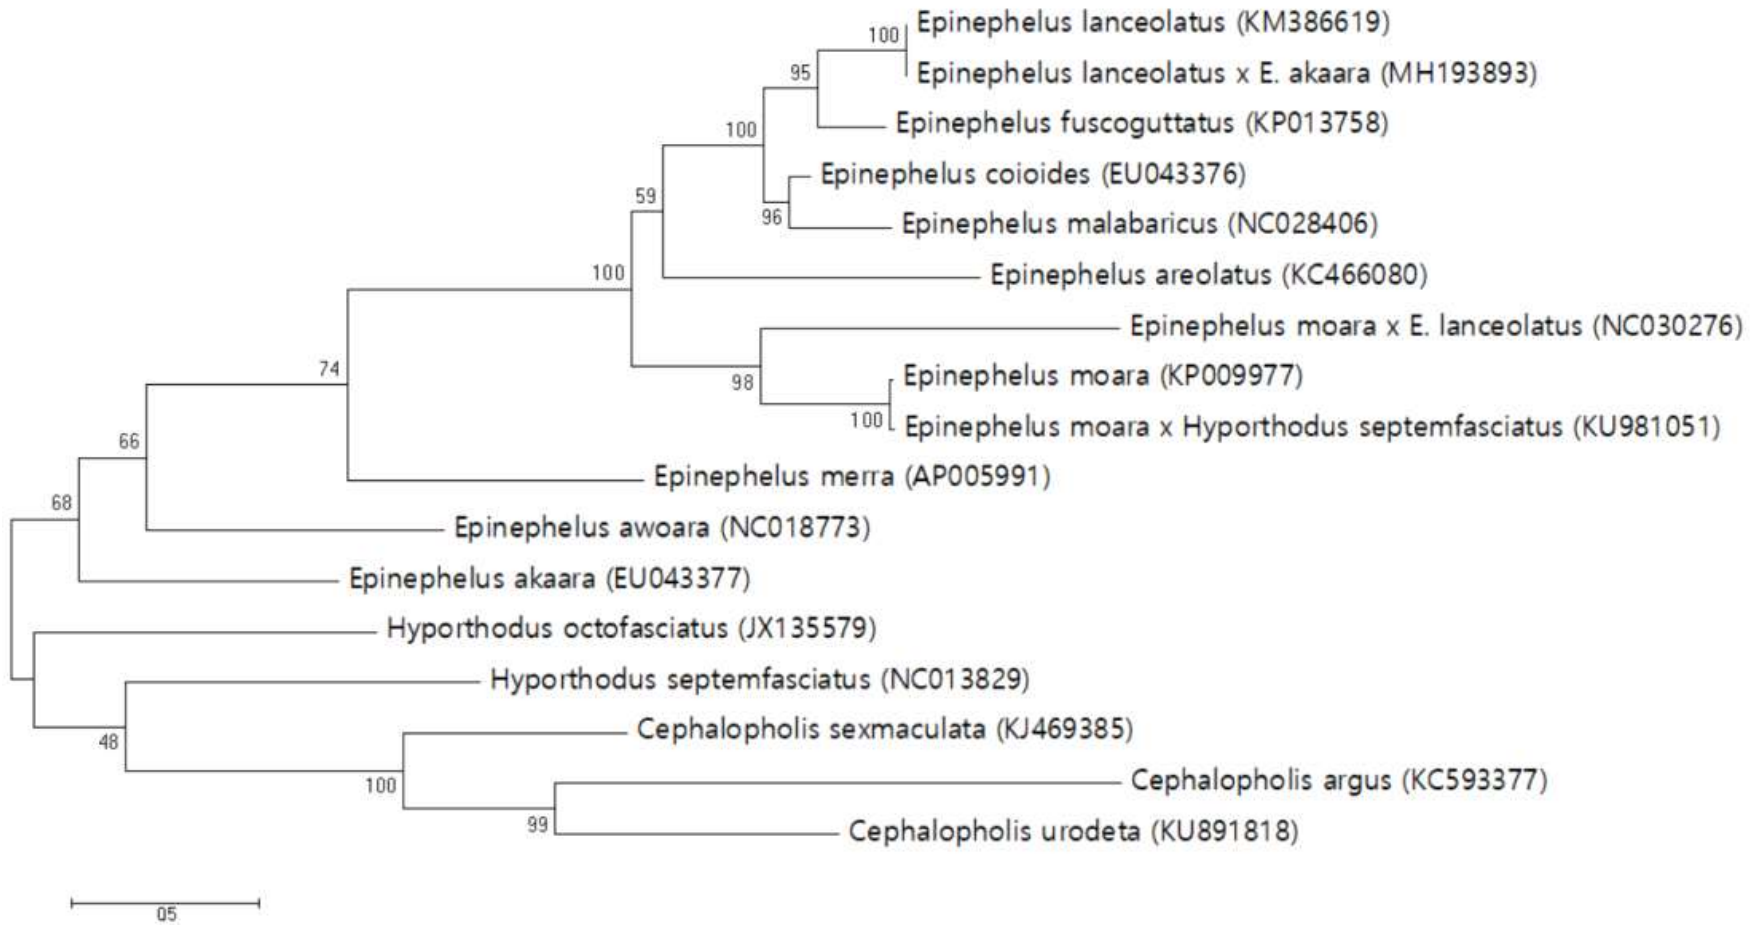 Epinephelus lanceolatus (KM386619)
100
Epinephelus lanceolatus x E. akaara (MH193893)
95
Epinephelus fuscoguttatus (KP013758)
100
Epinephelus coioides (EU043376)
59
96
Epinephelus malabaricus (NC028406)
100
Epinephelus areolatus (KC466080)
Epinephelus moara x E. lanceolatus (NC030276)
74
98
Epinephelus moara (KP009977)
100
Epinephelus moara x Hyporthodus septemfasciatus (KU981051)
66
Epinephelus merra (AP005991)
68
Epinephelus awoara (NC018773)
Epinephelus akaara (EU043377)
Hyporthodus octofasciatus (JX135579)
Hyporthodus septemfasciatus (NC013829)
48
Cephalopholis sexmaculata (KJ469385)
100
Cephalopholis argus (KC593377)
99
Cephalopholis urodeta (KU891818)
05